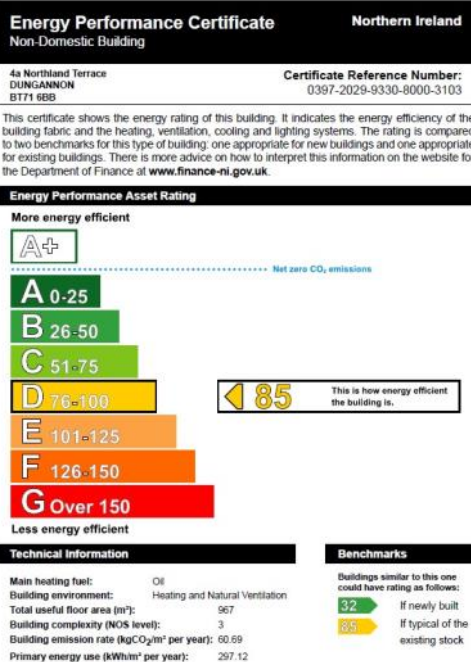 Energy Performance Certificate
Northern Ireland
Non-Domestic Building
4a Northland Terrace
DUNGANNON
BT71 6BB
Certificate Reference Number:
0397-2029-9330-8000-3103
This certificate shows the energy rating of this building. It indicates the energy efficiency of the
building fabric and the heating, ventilation, cooling and lighting systems. The rating is compared
to two benchmarks for this type of building: one appropriate for new buildings and one appropriate
for existing buildings. There is more advice on how to interpret this information on the website for
the Department of Finance at www.finance-ni.gov.uk.
Energy Performance Asset Rating
More energy efficient
A+
Net zero CO₂ emissions
A 0-25
B 26-50
C 51-75
D 76-100
85
This is how energy efficient
the building is.
E 101-125
F 126-150
G Over 150
Less energy efficient
Technical Information
Main heating fuel: Oil
Building environment: Heating and Natural Ventilation
Total useful floor area (m²): 967
Building complexity (NOS level): 3
Building emission rate (kgCO₂/m² per year): 60.69
Primary energy use (kWh/m² per year): 297.12
Benchmarks
Buildings similar to this one
could have rating as follows:
32 If newly built
85 If typical of the
existing stock